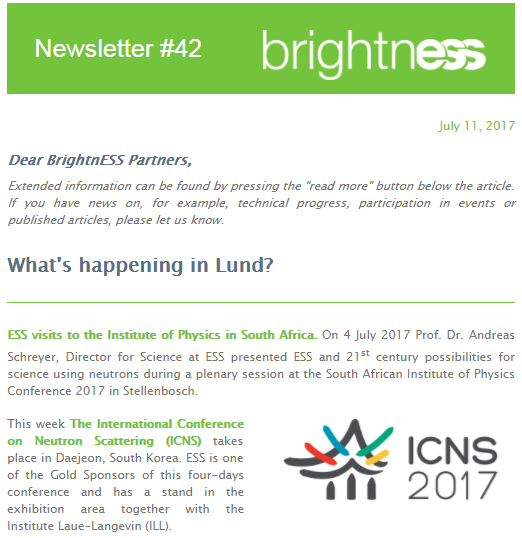 Newsletter #42
brightness
July 11, 2017
Dear BrightnESS Partners,
Extended information can be found by pressing the "read more" button below the article.
If you have news on, for example, technical progress, participation in events or
published articles, please let us know.
What's happening in Lund?
ESS visits to the Institute of Physics in South Africa. On 4 July 2017 Prof. Dr. Andreas
Schreyer, Director for Science at ESS presented ESS and 21st century possibilities for
science using neutrons during a plenary session at the South African Institute of Physics
Conference 2017 in Stellenbosch.
This week The International Conference
on Neutron Scattering (ICNS) takes
place in Daejeon, South Korea. ESS is one
of the Gold Sponsors of this four-days
conference and has a stand in the
exhibition area together with the
Institute Laue-Langevin (ILL).
ICNS
2017